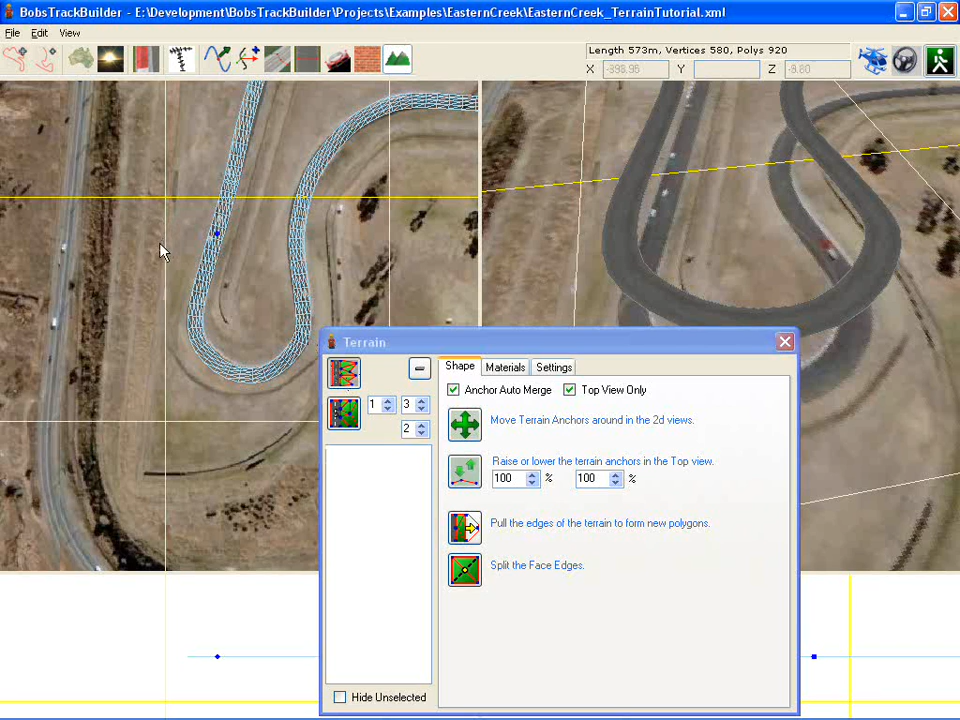 BobsTrackBuilder - E:\Development\BobsTrackBuilder\Projects\Examples\EasternCreek\EasternCreek_TerrainTutorial.xml
File Edit View
Length 573m, Vertices 580, Polys 920
X -398.95 Y Z -9.80
Terrain
Shape Materials Settings
Anchor Auto Merge Top View Only
1 3
2
Move Terrain Anchors around in the 2d views.
Raise or lower the terrain anchors in the Top view.
100 % 100 %
Pull the edges of the terrain to form new polygons.
Split the Face Edges.
Hide Unselected